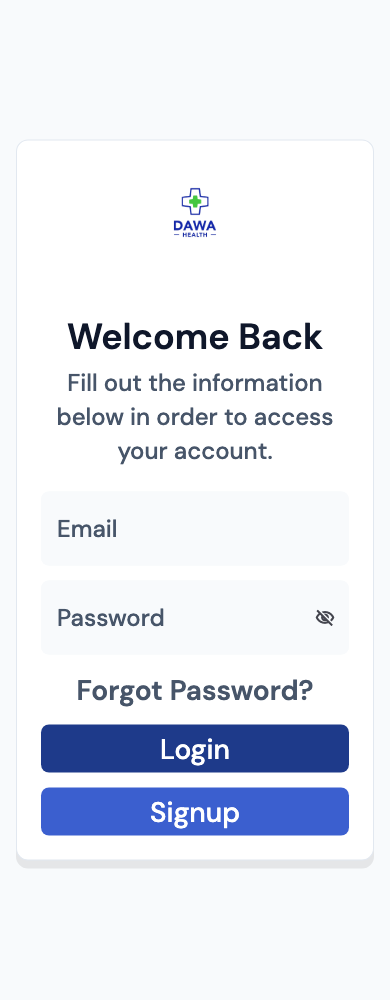 DAWA
HEALTH
Welcome Back
Fill out the information
below in order to access
your account.
Email
Password
Forgot Password?
Login
Signup